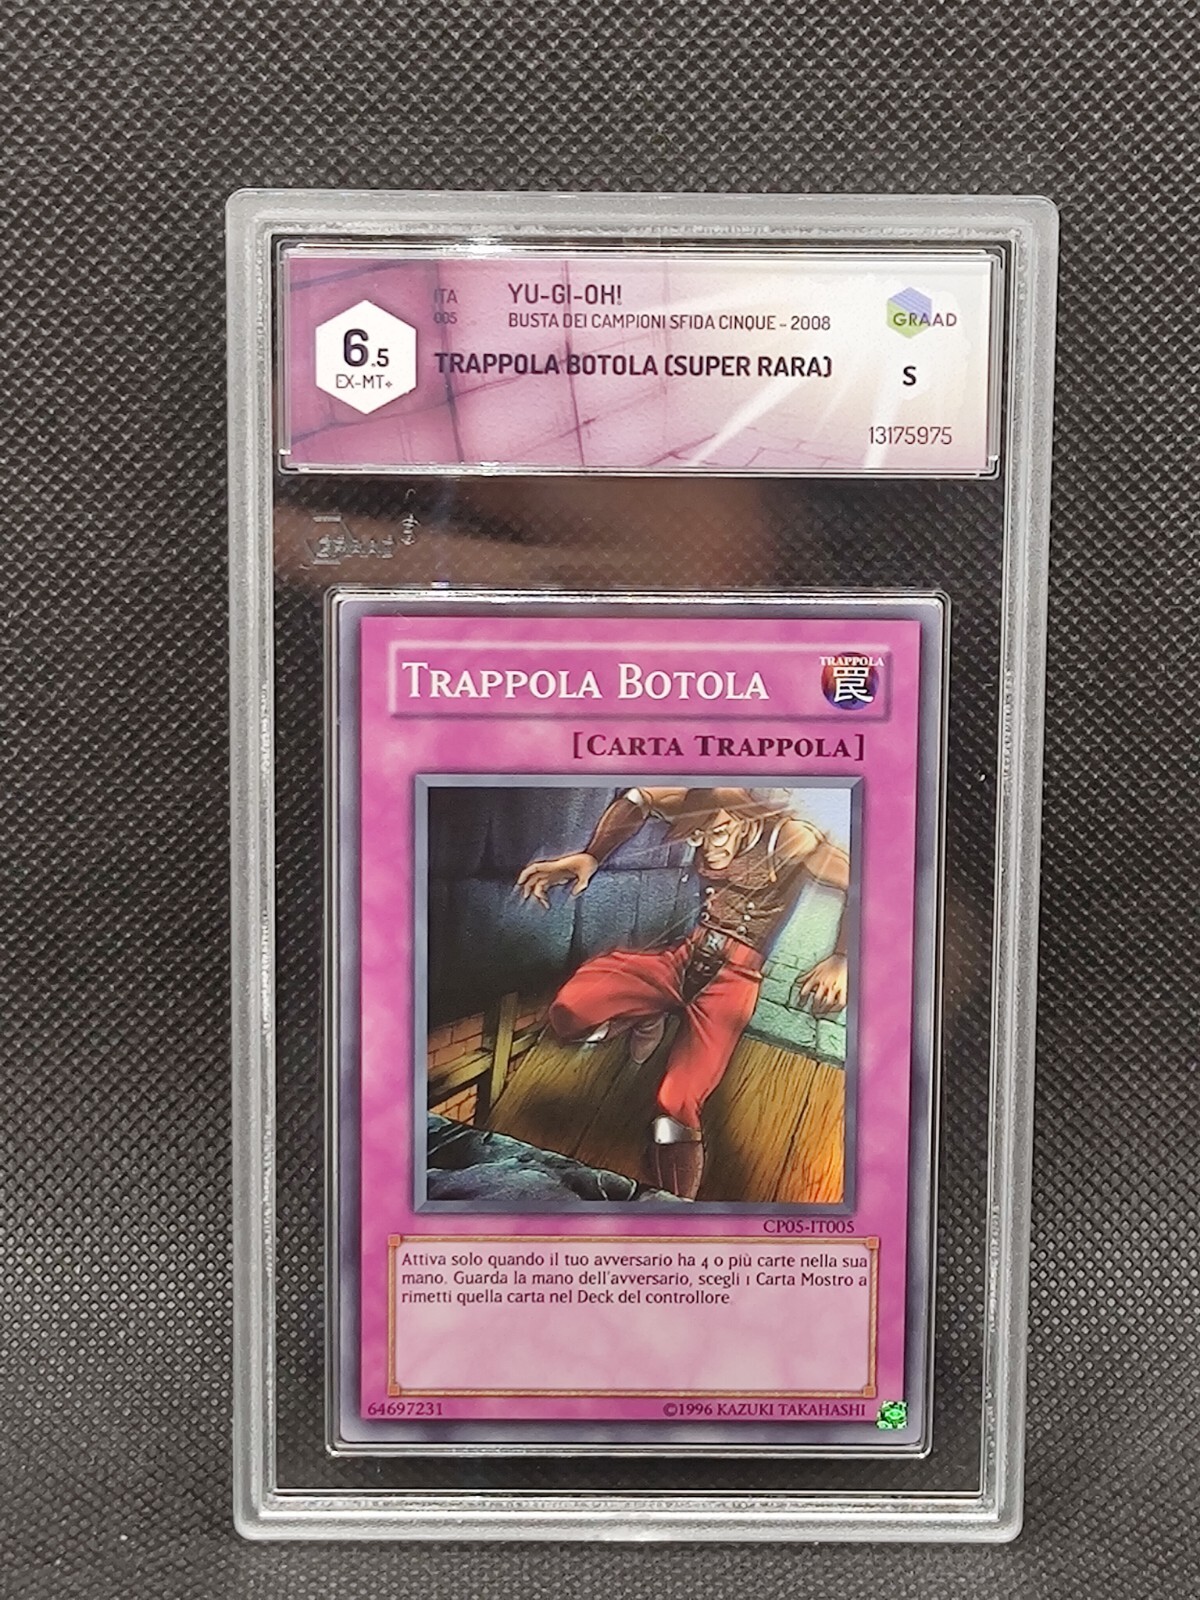 6.5
EX-MT+
ITA
005
YU-GI-OH!
BUSTA DEI CAMPIONI SFIDA CINQUE - 2008
TRAPPOLA BOTOLA (SUPER RARA)
GRAAD
S
13175975
GRAAD
TRAPPOLA BOTOLA
TRAPPOLA
罠
[CARTA TRAPPOLA]
CP05-IT005
Attiva solo quando il tuo avversario ha 4 o più carte nella sua
mano. Guarda la mano dell'avversario, scegli 1 Carta Mostro a
rimetti quella carta nel Deck del controllore
64697231
©1996 KAZUKI TAKAHASHI